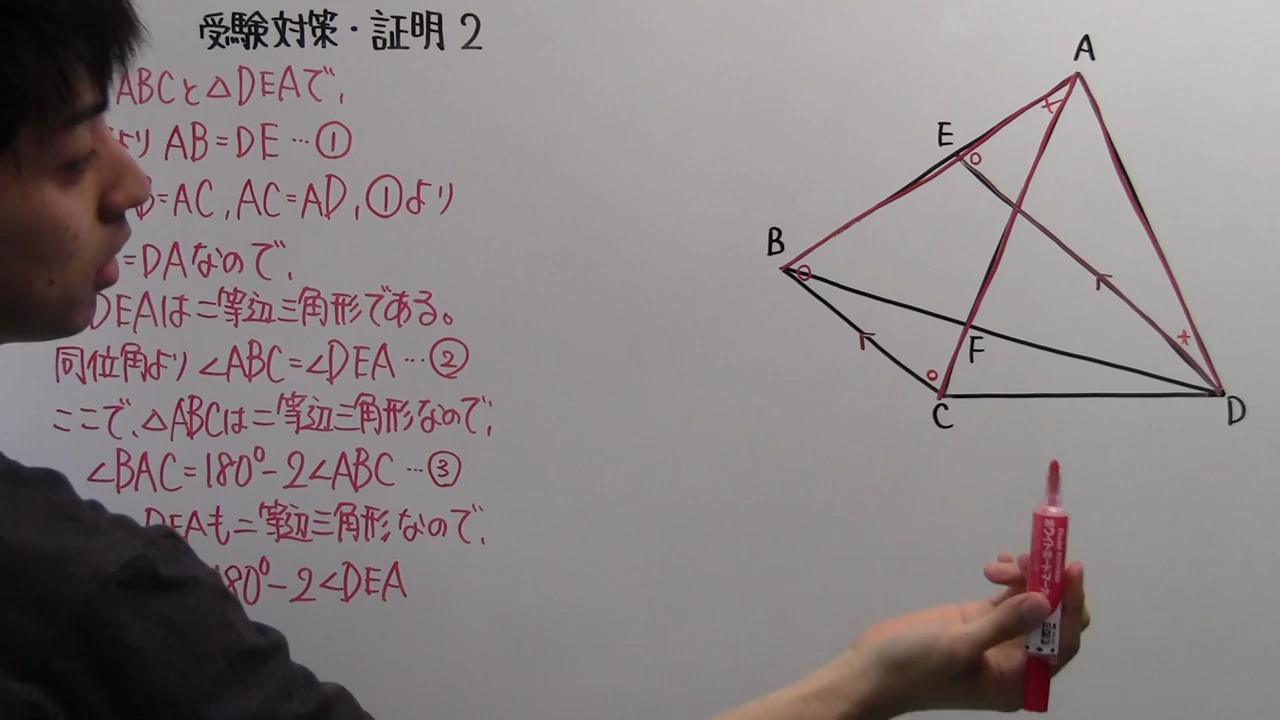 受験対策・証明2
ABCと△DEAで、
より AB=DE…①
=AC, AC=AD, ①より
=DAなので、
DEAは二等辺三角形である。
同位角より∠ABC=∠DEA…②
ここで、△ABCは二等辺三角形なので、
∠BAC=180°-2∠ABC…③
DEAも二等辺三角形なので、
80°-2∠DEA
A
E
B
F
C
D